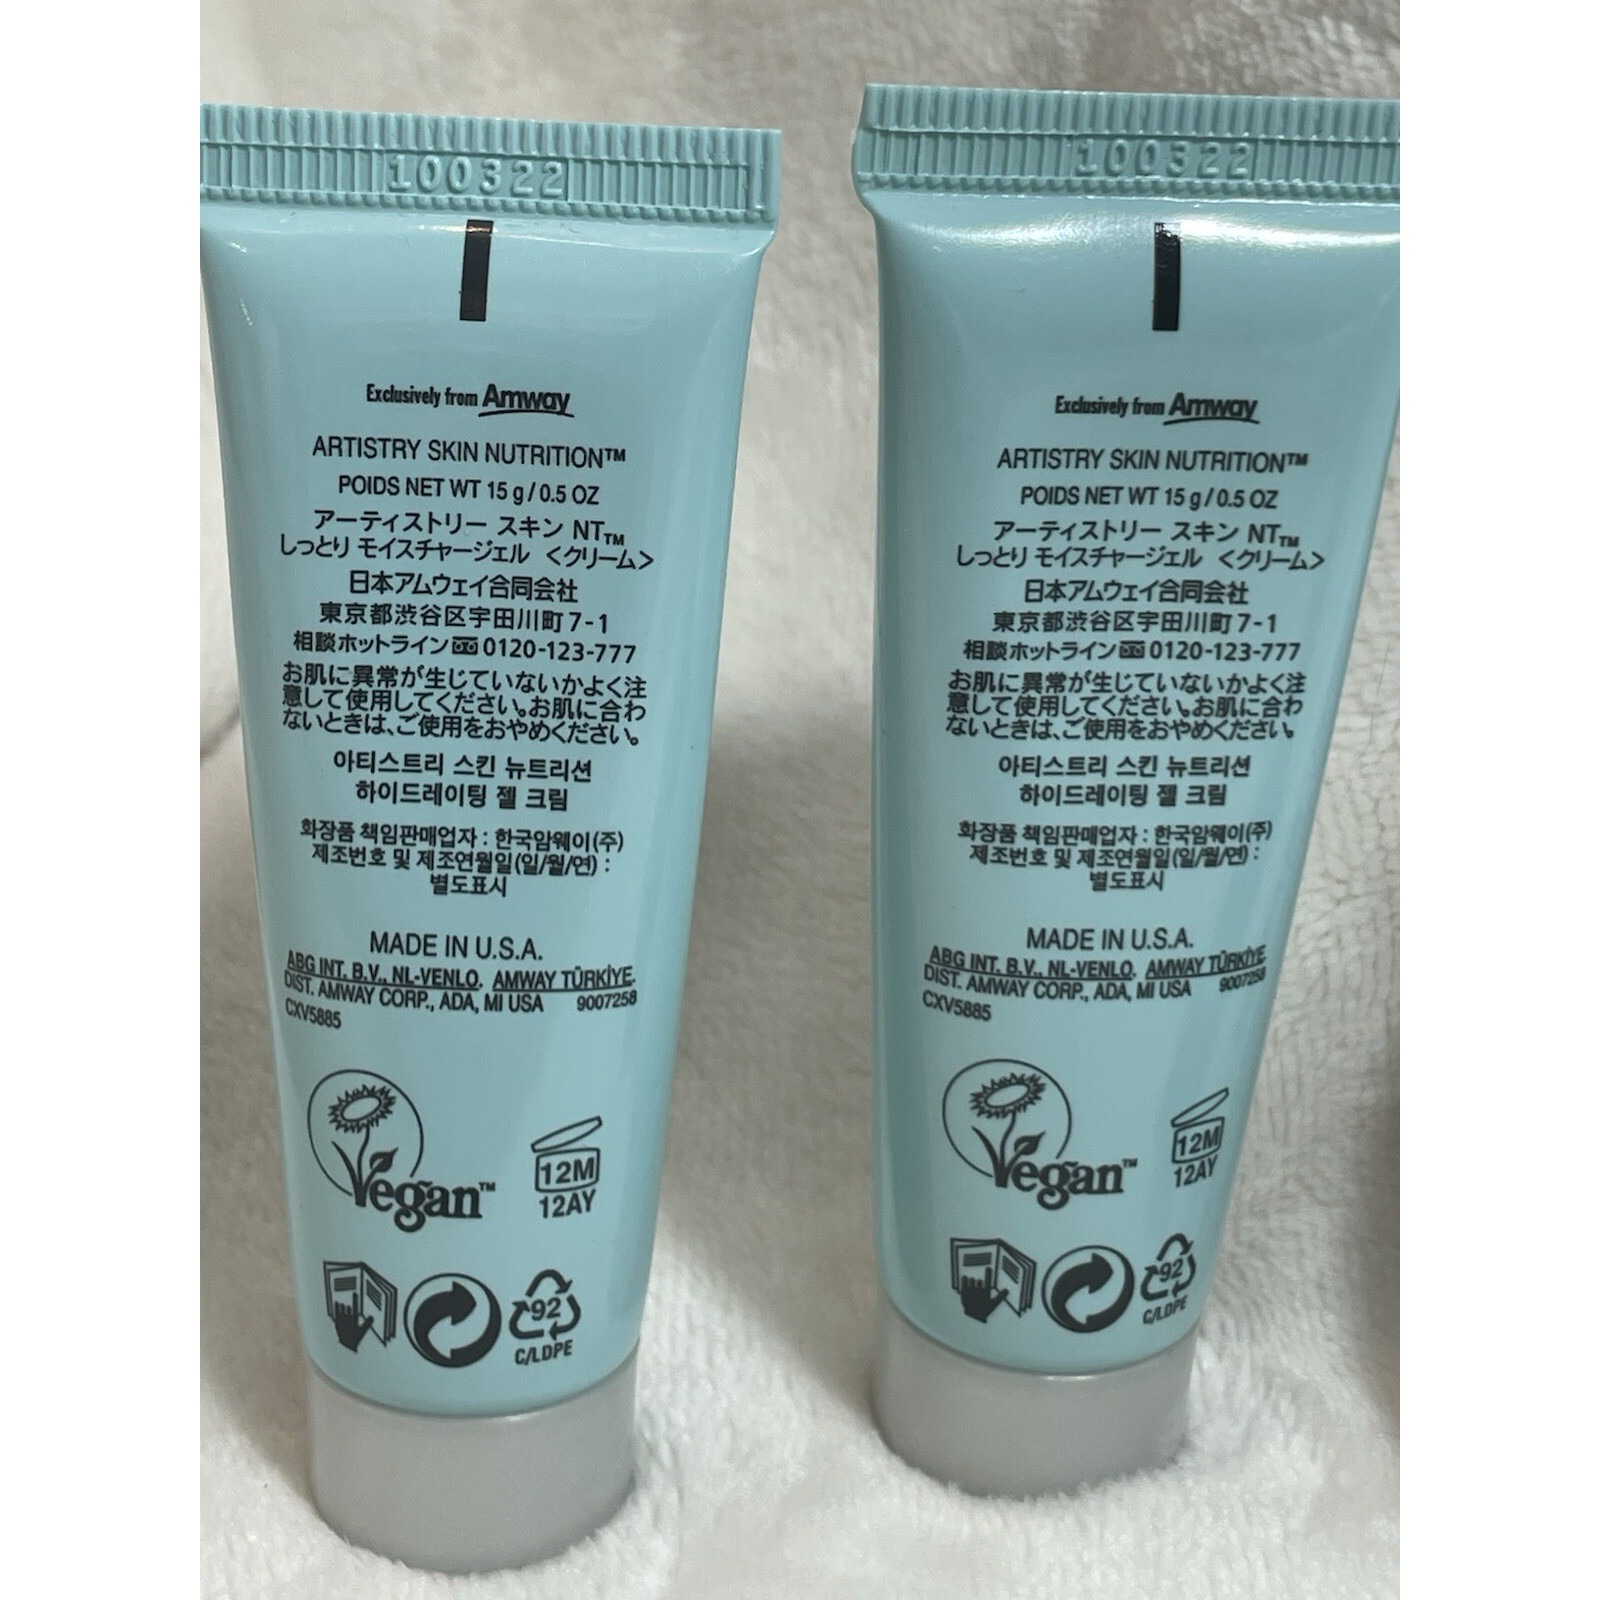 100322
Exclusively from Amway
ARTISTRY SKIN NUTRITION™
POIDS NET WT 15 g / 0.5 OZ
アーティストリー スキン NT™
しっとり モイスチャージェル <クリーム>
日本アムウェイ合同会社
東京都渋谷区宇田川町7-1
相談ホットライン 0120-123-777
お肌に異常が生じていないかよく注
意して使用してください。お肌に合わ
ないときは、ご使用をおやめください。
아티스트리 스킨 뉴트리션
하이드레이팅 젤 크림
화장품 책임판매업자 : 한국암웨이(주)
제조번호 및 제조연월일(일/월/연) :
별도표시
MADE IN U.S.A.
ABG INT. B.V., NL-VENLO. AMWAY TÜRKİYE.
DIST. AMWAY CORP., ADA, MI USA 9007258
CXV5885
Vegan™
12M
12AY
92
C/LDPE
100322
Exclusively from Amway
ARTISTRY SKIN NUTRITION™
POIDS NET WT 15 g / 0.5 OZ
アーティストリー スキン NT™
しっとり モイスチャージェル <クリーム>
日本アムウェイ合同会社
東京都渋谷区宇田川町7-1
相談ホットライン 0120-123-777
お肌に異常が生じていないかよく注
意して使用してください。お肌に合わ
ないときは、ご使用をおやめください。
아티스트리 스킨 뉴트리션
하이드레이팅 젤 크림
화장품 책임판매업자 : 한국암웨이(주)
제조번호 및 제조연월일(일/월/연) :
별도표시
MADE IN U.S.A.
ABG INT. B.V., NL-VENLO. AMWAY TÜRKİYE.
DIST. AMWAY CORP., ADA, MI USA 9007258
CXV5885
Vegan™
12M
12AY
92
C/LDPE